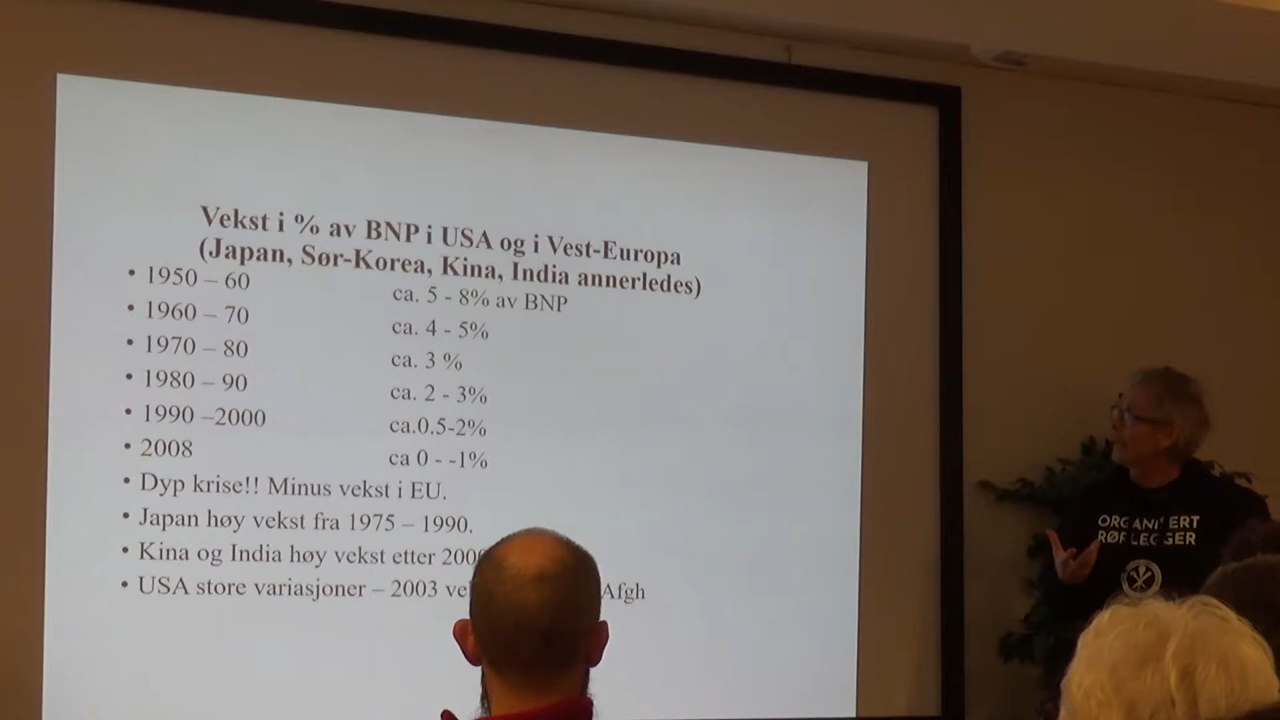 Vekst i % av BNP i USA og i Vest-Europa
(Japan, Sør-Korea, Kina, India annerledes)
• 1950 – 60 ca. 5 - 8% av BNP
• 1960 – 70 ca. 4 - 5%
• 1970 – 80 ca. 3 %
• 1980 – 90 ca. 2 - 3%
• 1990 –2000 ca.0.5-2%
• 2008 ca 0 - -1%
• Dyp krise!! Minus vekst i EU.
• Japan høy vekst fra 1975 – 1990.
• Kina og India høy vekst etter
• USA store variasjoner – 2003 Afgh
ORGANISERT
RØRLEGGER